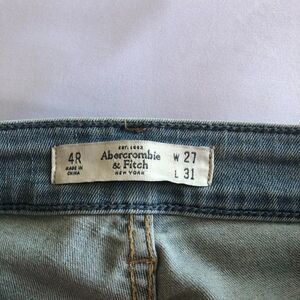 4R
MADE IN
CHINA
EST. 1892
Abercrombie
& Fitch
NEW YORK
W 27
L 31